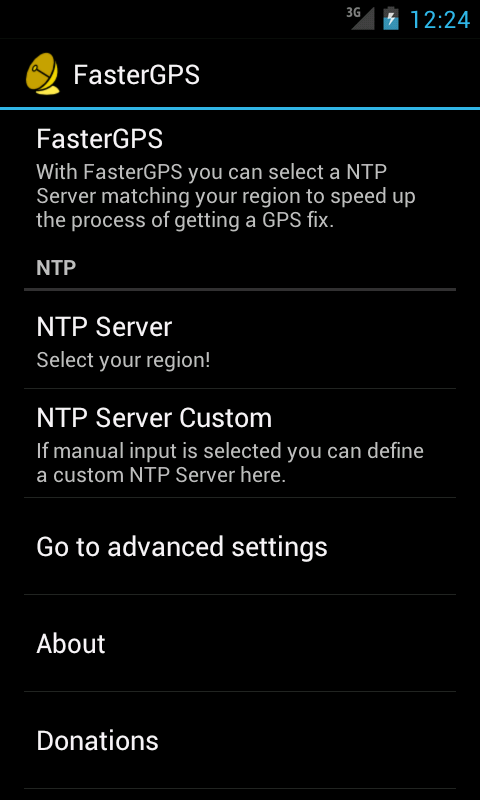 3G 12:24
FasterGPS
FasterGPS
With FasterGPS you can select a NTP
Server matching your region to speed up
the process of getting a GPS fix.
NTP
NTP Server
Select your region!
NTP Server Custom
If manual input is selected you can define
a custom NTP Server here.
Go to advanced settings
About
Donations